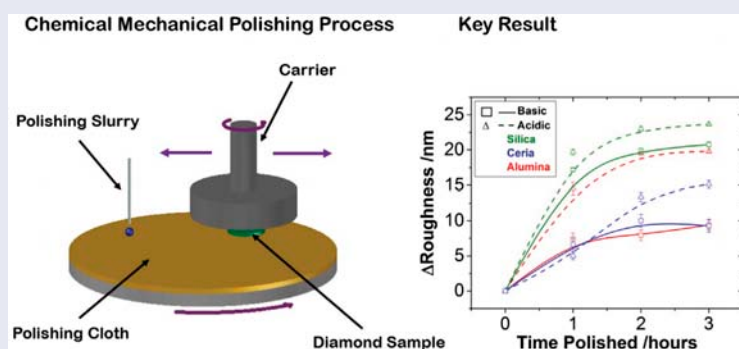 Chemical Mechanical Polishing Process
Key Result
Carrier
Polishing Slurry
Polishing Cloth
Diamond Sample
Basic
Acidic
Silica
Ceria
Alumina
ΔRoughness /nm
25
20
15
10
5
0
0 1 2 3
Time Polished /hours